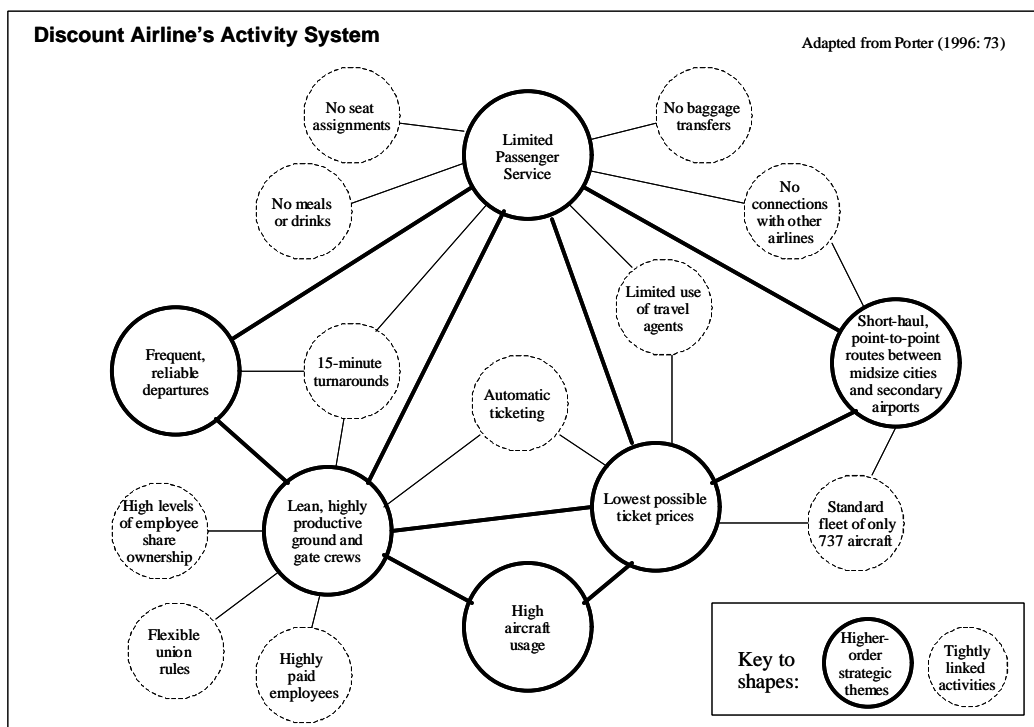 Discount Airline's Activity System
Adapted from Porter (1996: 73)
No seat
assignments
No baggage
transfers
Limited
Passenger
Service
No meals
or drinks
No
connections
with other
airlines
Limited use
of travel
agents
Frequent,
reliable
departures
15-minute
turnarounds
Short-haul,
point-to-point
routes between
midsize cities
and secondary
airports
Automatic
ticketing
High levels
of employee
share
ownership
Lean, highly
productive
ground and
gate crews
Lowest possible
ticket prices
Standard
fleet of only
737 aircraft
Flexible
union
rules
Highly
paid
employees
High
aircraft
usage
Key to
shapes:
Higher-
order
strategic
themes
Tightly
linked
activities